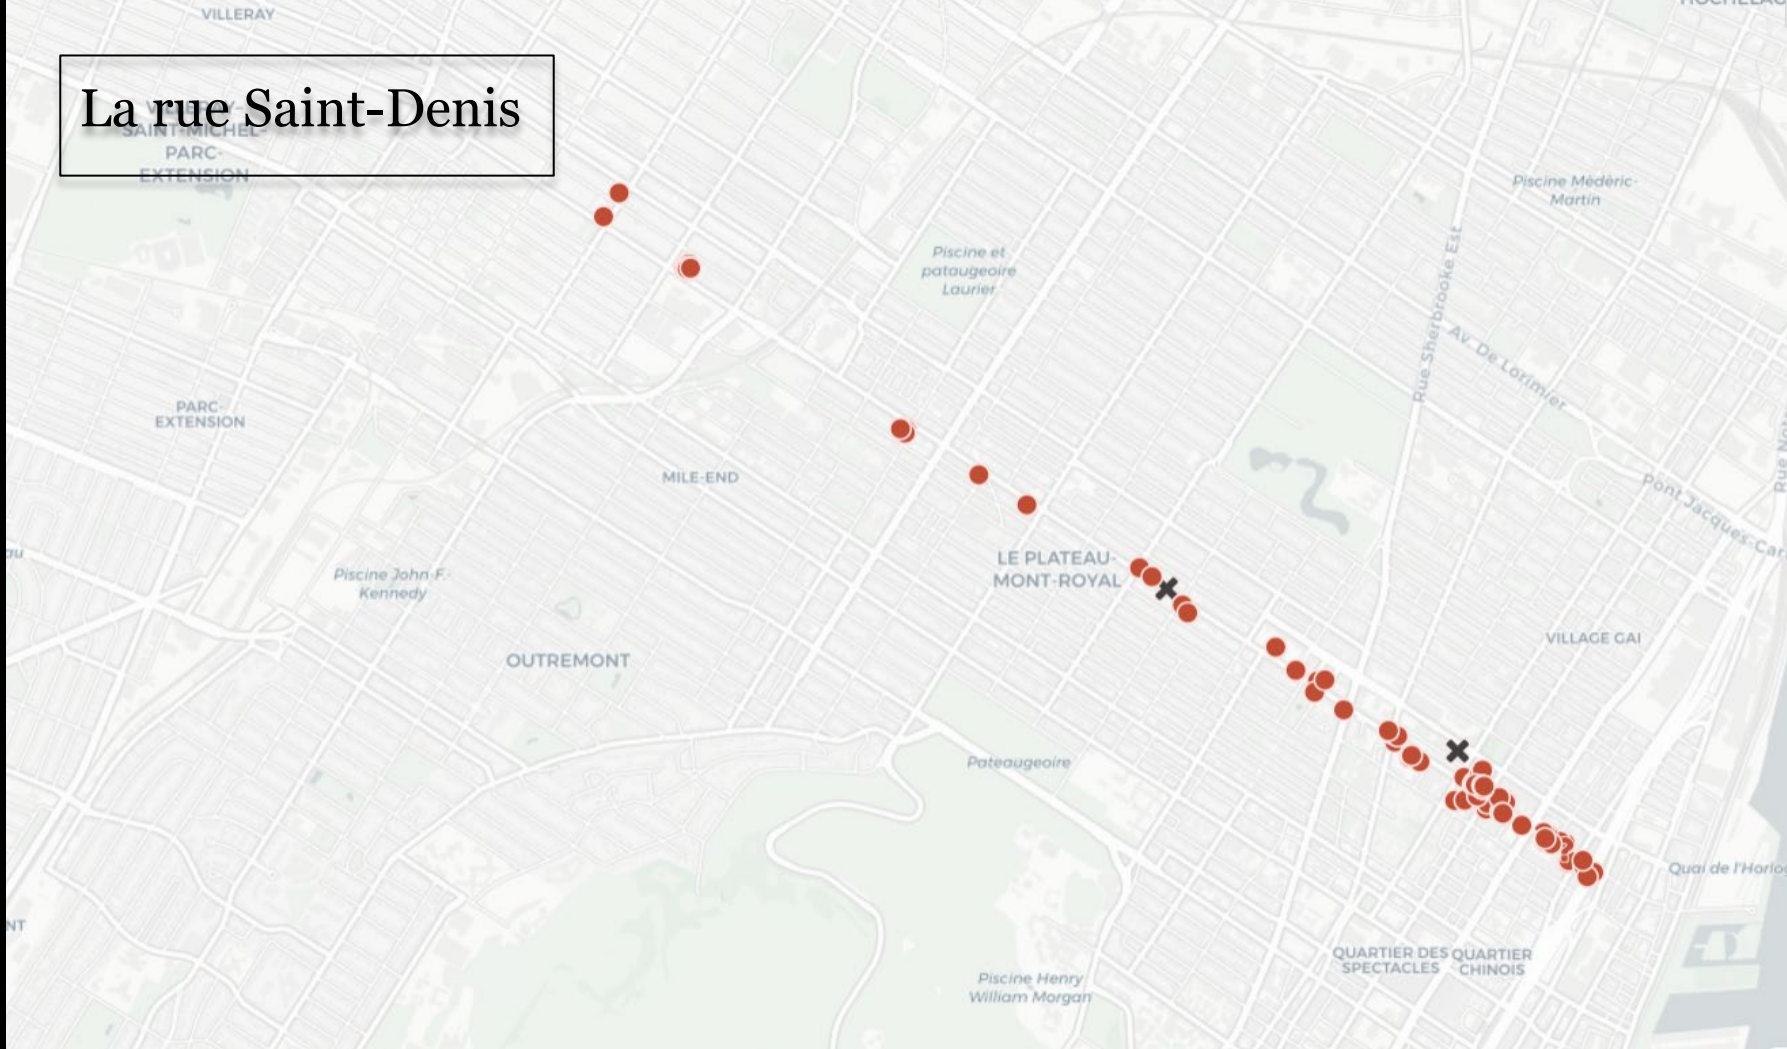 VILLERAY
La rue Saint-Denis
SAINT-MICHEL-
PARC-
EXTENSION
Piscine Médéric-
Martin
Piscine et
pataugeoire
Laurier
Rue Sherbrooke Est
Av. De Lorimier
PARC-
EXTENSION
MILE-END
Pont Jacques-Car
LE PLATEAU-
MONT-ROYAL
Piscine John-F.-
Kennedy
OUTREMONT
VILLAGE GAI
Pateaugeoire
Quai de l'Horlo
NT
QUARTIER DES
SPECTACLES
QUARTIER
CHINOIS
Piscine Henry
William Morgan